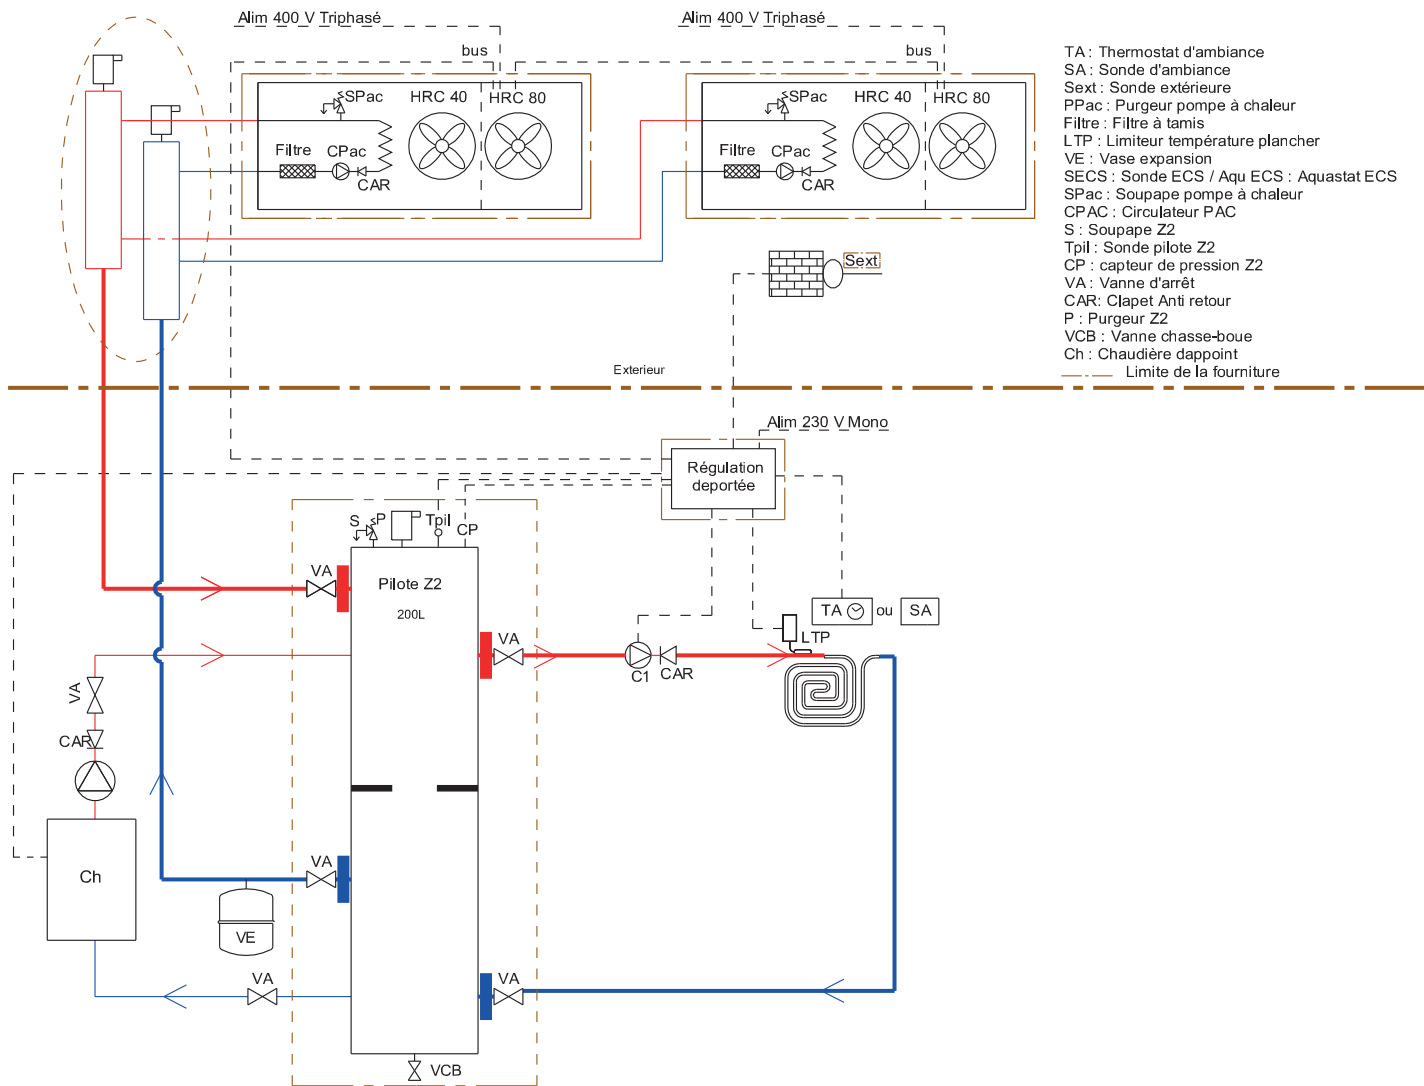 Alim 400 V Triphasé
Alim 400 V Triphasé
bus
bus
SPac
HRC 40
HRC 80
Filtre
CPac
CAR
SPac
HRC 40
HRC 80
Filtre
CPac
CAR
TA : Thermostat d'ambiance
SA : Sonde d'ambiance
Sext : Sonde extérieure
PPac : Purgeur pompe à chaleur
Filtre : Filtre à tamis
LTP : Limiteur température plancher
VE : Vase expansion
SECS : Sonde ECS / Aqu ECS : Aquastat ECS
SPac : Soupape pompe à chaleur
CPAC : Circulateur PAC
S : Soupape Z2
Tpil : Sonde pilote Z2
CP : capteur de pression Z2
VA : Vanne d'arrêt
CAR: Clapet Anti retour
P : Purgeur Z2
VCB : Vanne chasse-boue
Ch : Chaudière dappoint
Limite de la fourniture
Sext
Exterieur
Alim 230 V Mono
Régulation
deportée
S
P
Tpil
CP
VA
Pilote Z2
200L
VA
C1
CAR
LTP
TA
ou
SA
VA
CAR
Ch
VA
VE
VA
VA
VCB